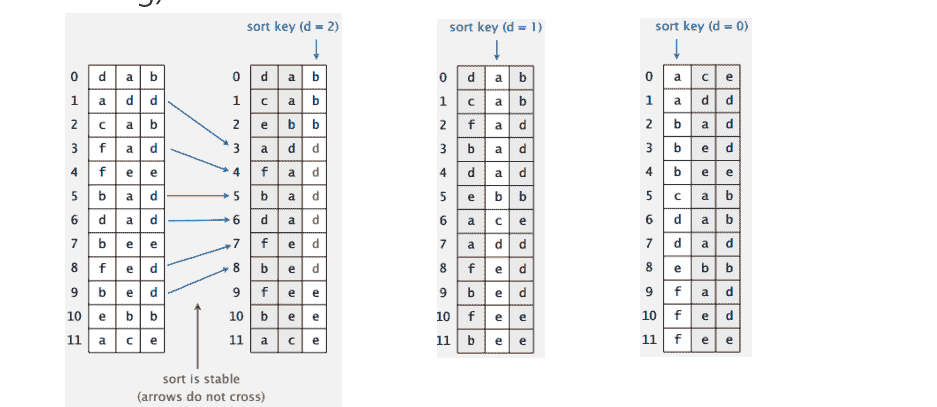 sort key (d = 2)
0 d a b
1 a d d
2 c a b
3 f a d
4 f e e
5 b a d
6 d a d
7 b e e
8 f e d
9 b e d
10 e b b
11 a c e
0 d a b
1 c a b
2 e b b
3 a d d
4 f a d
5 b a d
6 d a d
7 f e d
8 b e d
9 f e e
10 b e e
11 a c e
sort is stable
(arrows do not cross)
sort key (d = 1)
0 d a b
1 c a b
2 f a d
3 b a d
4 d a d
5 e b b
6 a c e
7 a d d
8 f e d
9 b e d
10 f e e
11 b e e
sort key (d = 0)
0 a c e
1 a d d
2 b a d
3 b e d
4 b e e
5 c a b
6 d a b
7 d a d
8 e b b
9 f a d
10 f e d
11 f e e